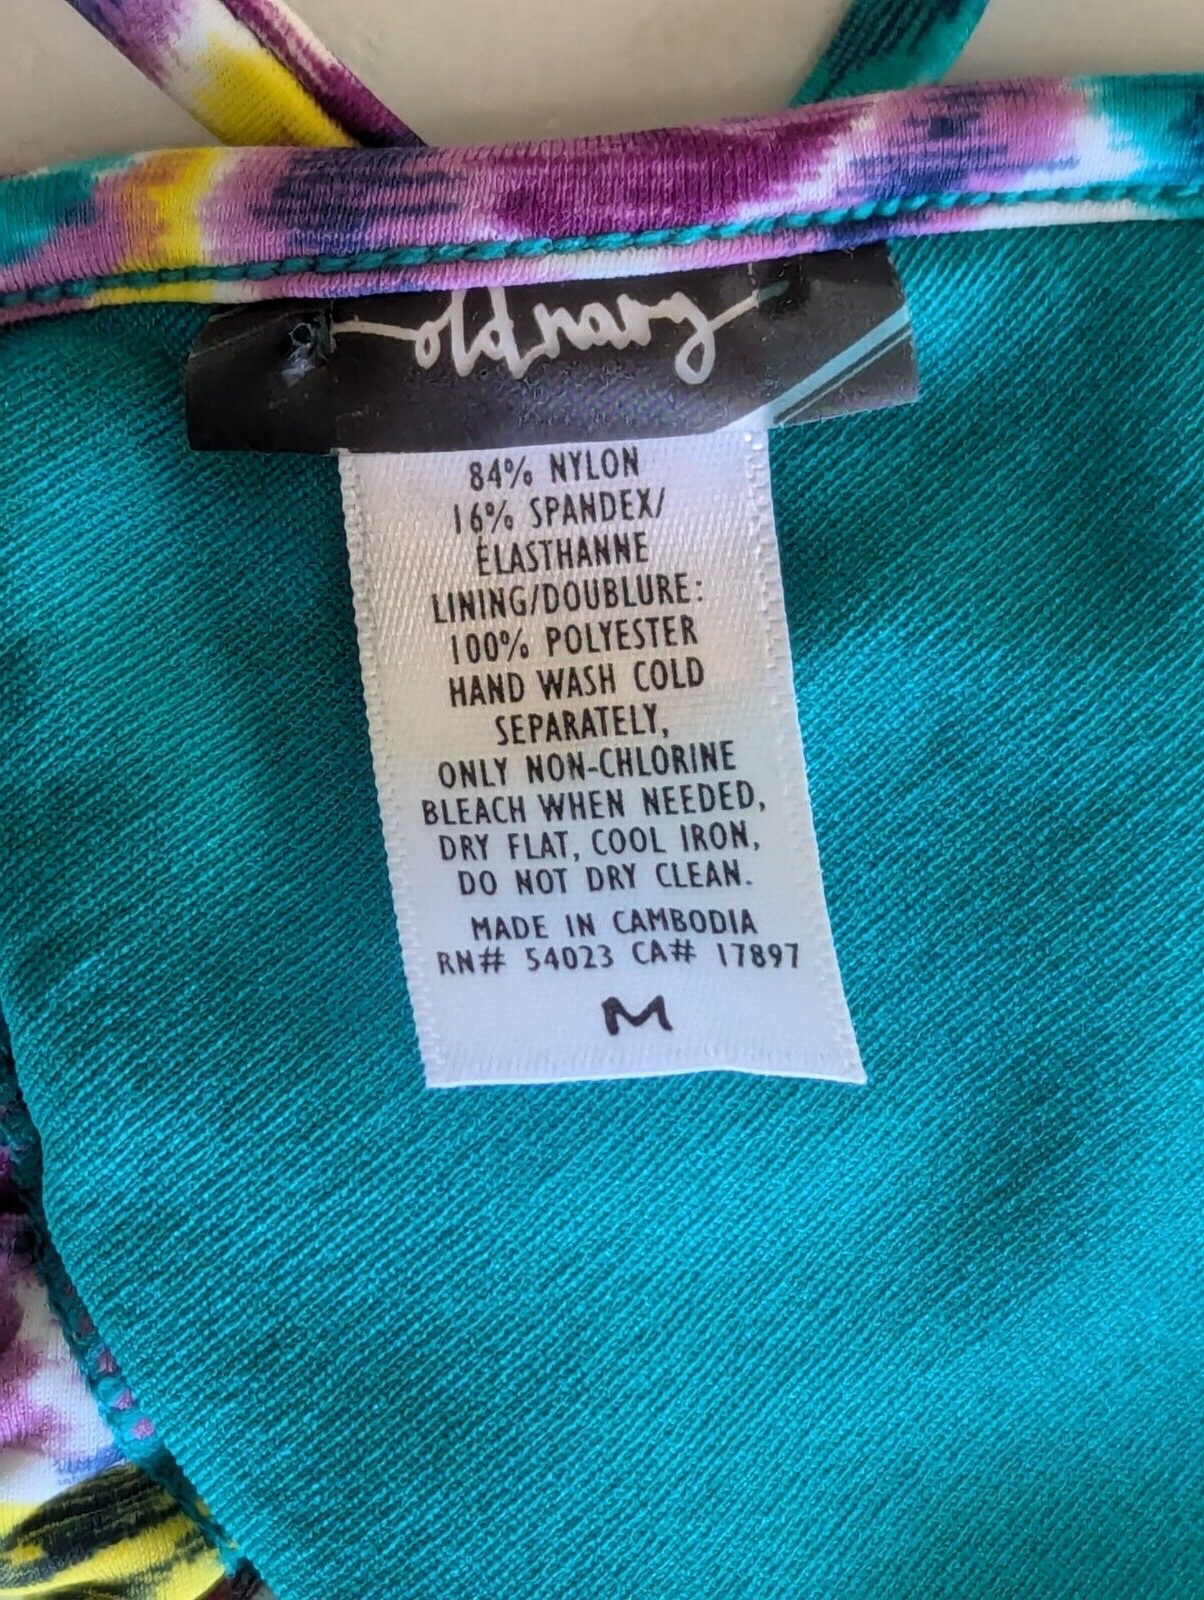 old navy
84% NYLON
16% SPANDEX/
ÉLASTHANNE
LINING/DOUBLURE:
100% POLYESTER
HAND WASH COLD
SEPARATELY,
ONLY NON-CHLORINE
BLEACH WHEN NEEDED,
DRY FLAT, COOL IRON,
DO NOT DRY CLEAN.
MADE IN CAMBODIA
RN# 54023 CA# 17897
M